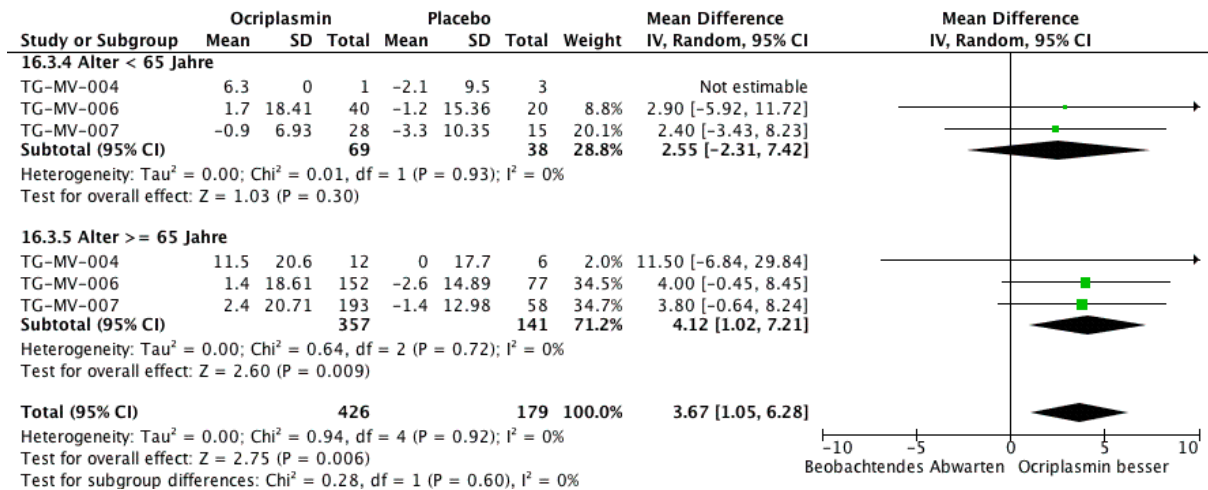 Ocriplasmin Placebo Mean Difference Mean Difference
Study or Subgroup Mean SD Total Mean SD Total Weight IV, Random, 95% CI IV, Random, 95% CI
16.3.4 Alter < 65 Jahre
TG-MV-004 6.3 0 1 −2.1 9.5 3 Not estimable
TG-MV-006 1.7 18.41 40 −1.2 15.36 20 8.8% 2.90 [−5.92, 11.72]
TG-MV-007 −0.9 6.93 28 −3.3 10.35 15 20.1% 2.40 [−3.43, 8.23]
Subtotal (95% CI) 69 38 28.8% 2.55 [−2.31, 7.42]
Heterogeneity: Tau² = 0.00; Chi² = 0.01, df = 1 (P = 0.93); I² = 0%
Test for overall effect: Z = 1.03 (P = 0.30)
16.3.5 Alter >= 65 Jahre
TG-MV-004 11.5 20.6 12 0 17.7 6 2.0% 11.50 [−6.84, 29.84]
TG-MV-006 1.4 18.61 152 −2.6 14.89 77 34.5% 4.00 [−0.45, 8.45]
TG-MV-007 2.4 20.71 193 −1.4 12.98 58 34.7% 3.80 [−0.64, 8.24]
Subtotal (95% CI) 357 141 71.2% 4.12 [1.02, 7.21]
Heterogeneity: Tau² = 0.00; Chi² = 0.64, df = 2 (P = 0.72); I² = 0%
Test for overall effect: Z = 2.60 (P = 0.009)
Total (95% CI) 426 179 100.0% 3.67 [1.05, 6.28]
Heterogeneity: Tau² = 0.00; Chi² = 0.94, df = 4 (P = 0.92); I² = 0%
Test for overall effect: Z = 2.75 (P = 0.006)
Test for subgroup differences: Chi² = 0.28, df = 1 (P = 0.60), I² = 0%
−10 −5 0 5 10
Beobachtendes Abwarten Ocriplasmin besser